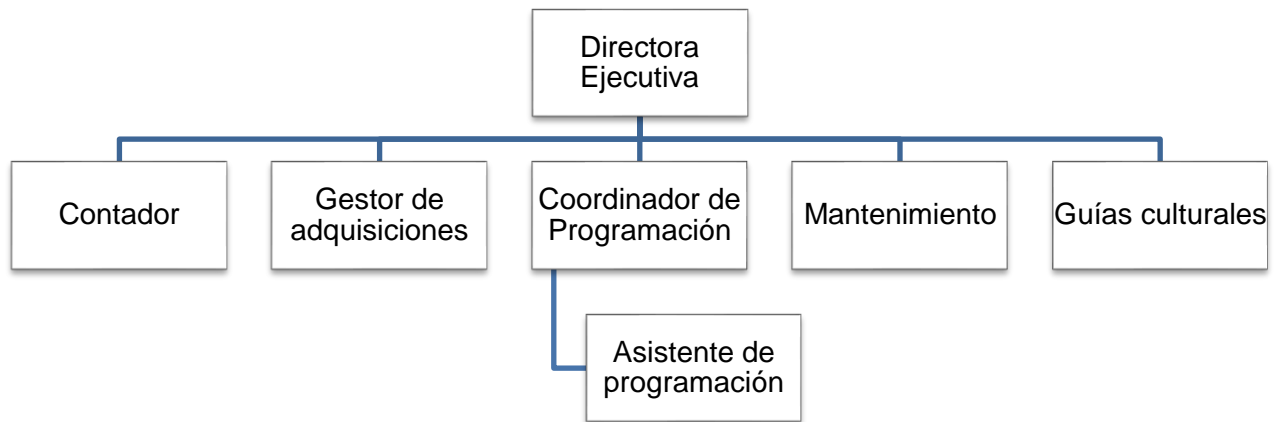 Directora
Ejecutiva
Contador
Gestor de
adquisiciones
Coordinador de
Programación
Mantenimiento
Guías culturales
Asistente de
programación